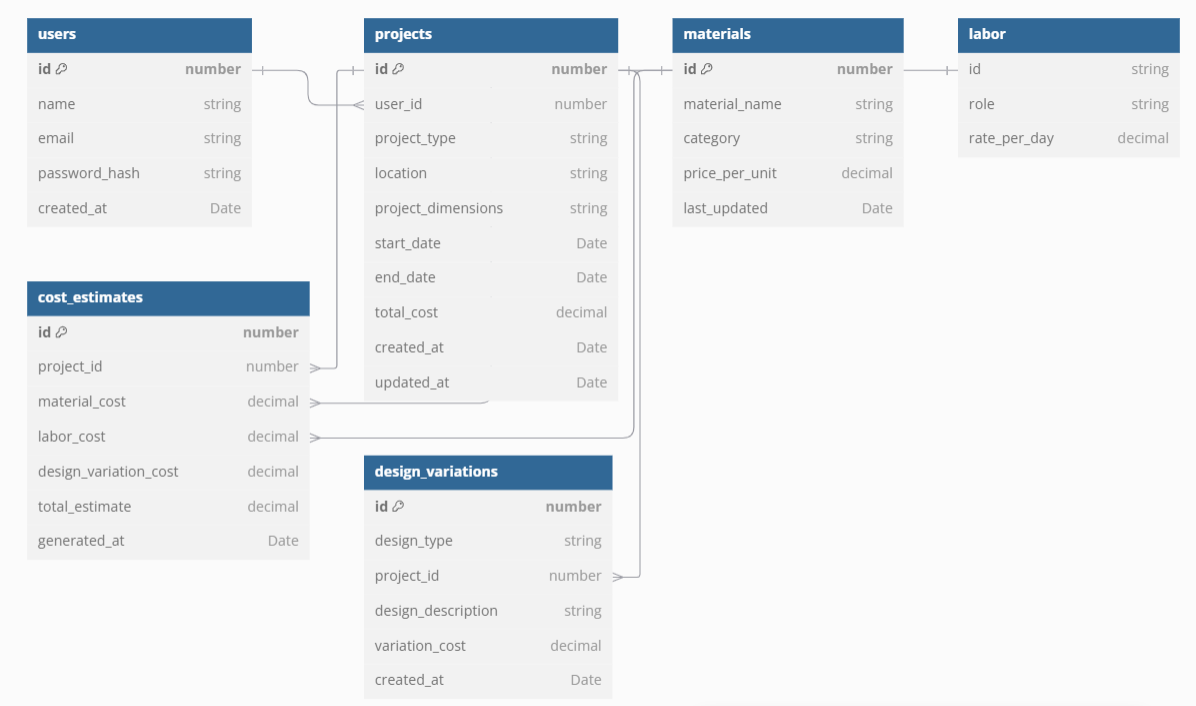 users
id number
name string
email string
password_hash string
created_at Date
projects
id number
user_id number
project_type string
location string
project_dimensions string
start_date Date
end_date Date
total_cost decimal
created_at Date
updated_at Date
materials
id number
material_name string
category string
price_per_unit decimal
last_updated Date
labor
id string
role string
rate_per_day decimal
cost_estimates
id number
project_id number
material_cost decimal
labor_cost decimal
design_variation_cost decimal
total_estimate decimal
generated_at Date
design_variations
id number
design_type string
project_id number
design_description string
variation_cost decimal
created_at Date